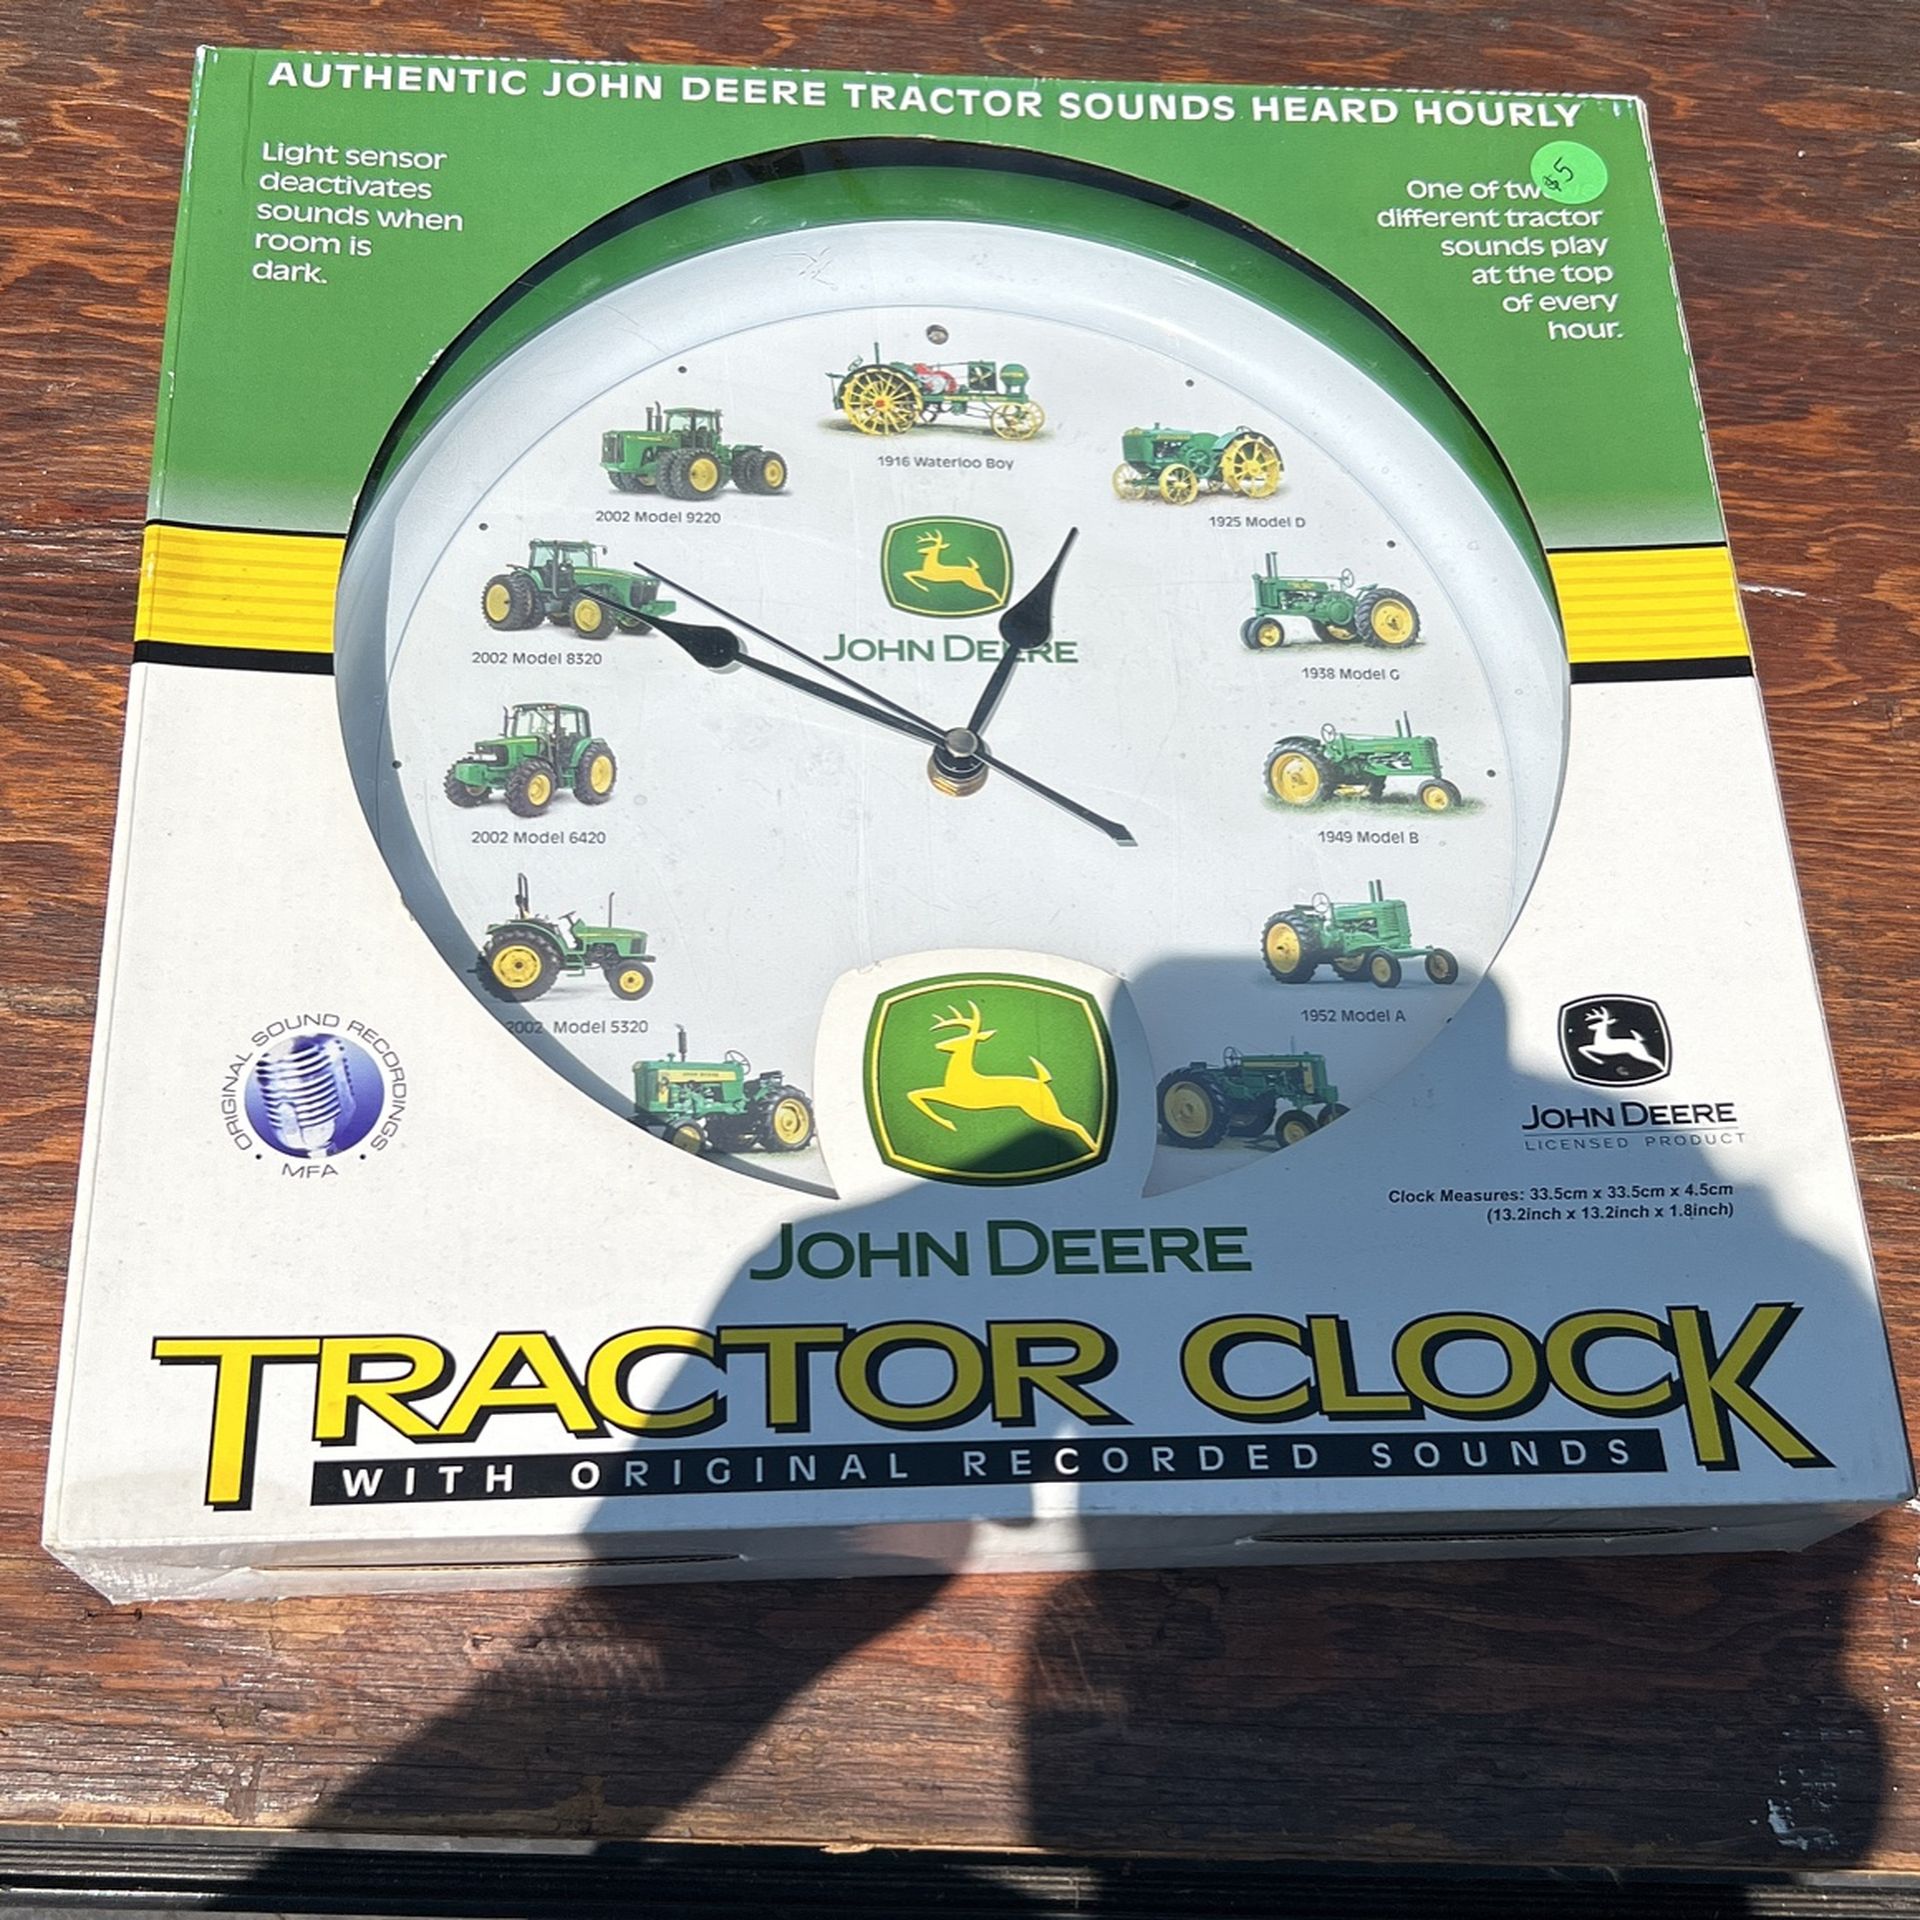 AUTHENTIC JOHN DEERE TRACTOR SOUNDS HEARD HOURLY
Light sensor
deactivates
sounds when
room is
dark.
$5
One of
different tractor
sounds play
at the top
of every
hour.
1916 Waterloo Boy
2002 Model 9220
1925 Model D
JOHN DEERE
2002 Model 8320
1938 Model G
2002 Model 6420
1949 Model B
2002 Model 5320
1952 Model A
ORIGINAL SOUND RECORDINGS
• MFA •
JOHN DEERE
LICENSED PRODUCT
Clock Measures: 33.5cm x 33.5cm x 4.5cm
(13.2inch x 13.2inch x 1.8inch)
JOHN DEERE
TRACTOR CLOCK
WITH ORIGINAL RECORDED SOUNDS